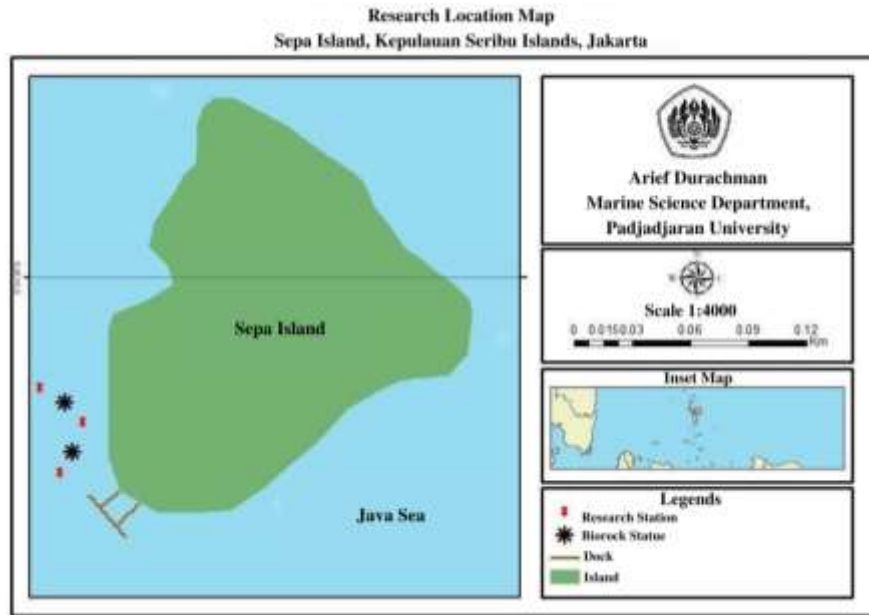 Research Location Map
Sepa Island, Kepulauan Seribu Islands, Jakarta
Sepa Island
Java Sea
Arief Durachman
Marine Science Department,
Padjadjaran University
Scale 1:4000
0 0.0150.03 0.06 0.09 0.12
Km
Inset Map
Legends
Research Station
Biorock Statue
Dock
Island